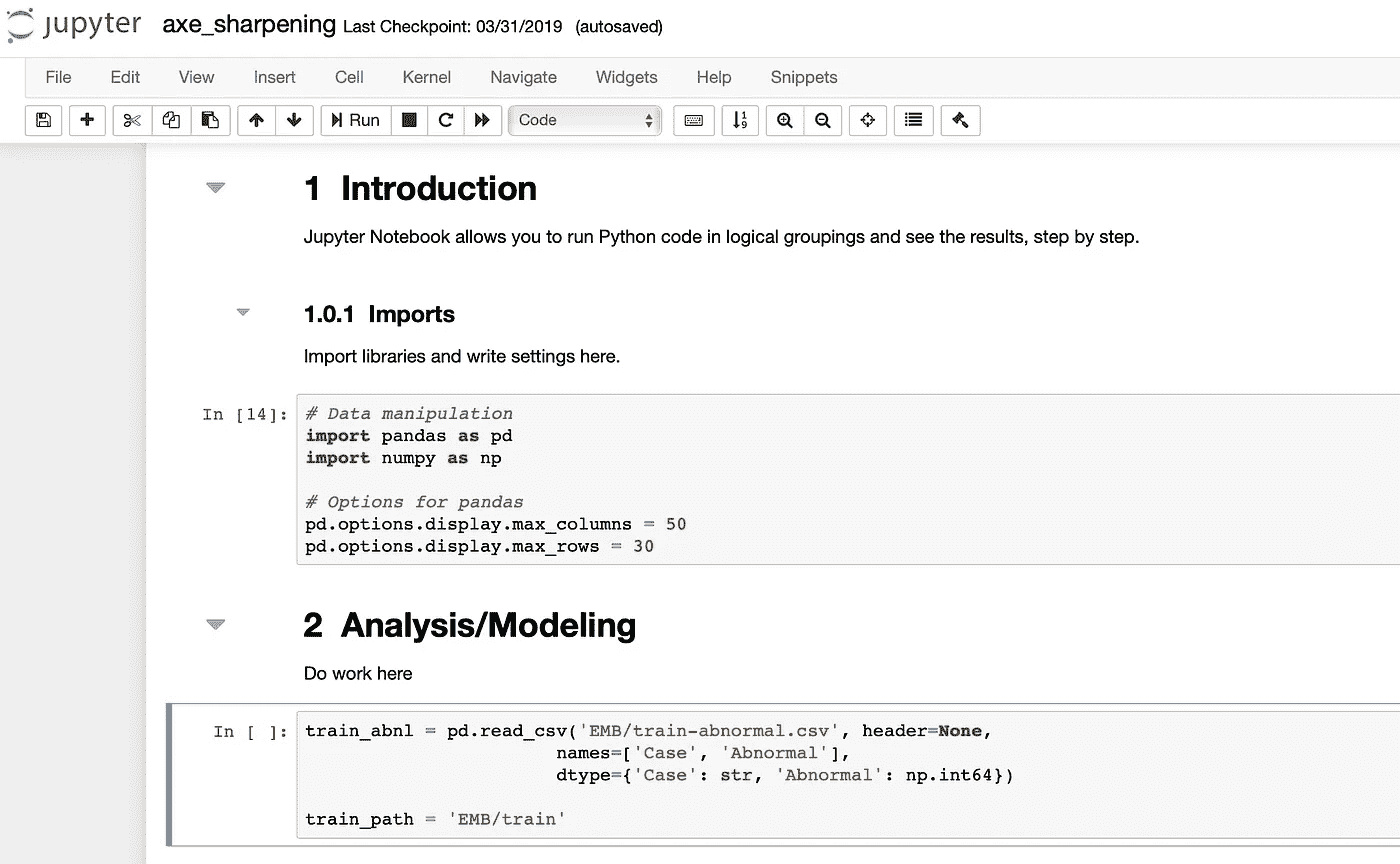 jupyter axe_sharpening Last Checkpoint: 03/31/2019 (autosaved)
File Edit View Insert Cell Kernel Navigate Widgets Help Snippets
Run Code
1 Introduction
Jupyter Notebook allows you to run Python code in logical groupings and see the results, step by step.
1.0.1 Imports
Import libraries and write settings here.
In [14]: # Data manipulation
import pandas as pd
import numpy as np
# Options for pandas
pd.options.display.max_columns = 50
pd.options.display.max_rows = 30
2 Analysis/Modeling
Do work here
In [ ]: train_abnl = pd.read_csv('EMB/train-abnormal.csv', header=None,
names=['Case', 'Abnormal'],
dtype={'Case': str, 'Abnormal': np.int64})
train_path = 'EMB/train'